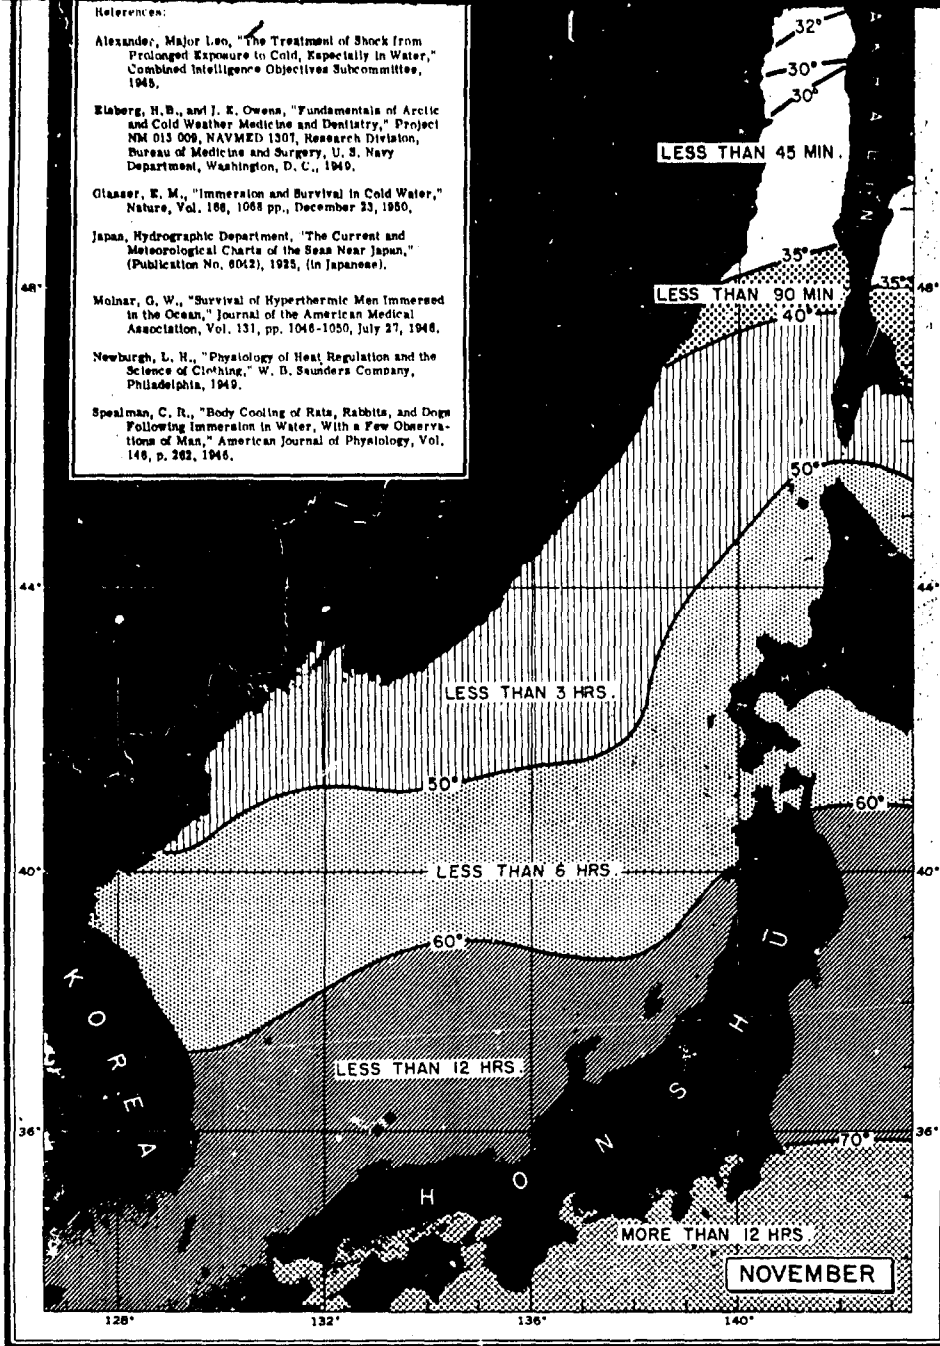 References:
Alexander, Major Leo, "The Treatment of Shock from
Prolonged Exposure to Cold, Especially in Water,"
Combined Intelligence Objectives Subcommittee,
1945.
Elsberg, H.B., and J. E. Owens, "Fundamentals of Arctic
and Cold Weather Medicine and Dentistry," Project
NM 013 009, NAVMED 1307, Research Division,
Bureau of Medicine and Surgery, U. S. Navy
Department, Washington, D. C., 1949.
Glasser, E. M., "Immersion and Survival in Cold Water,"
Nature, Vol. 166, 1068 pp., December 23, 1950.
Japan, Hydrographic Department, "The Current and
Meteorological Charts of the Seas Near Japan,"
(Publication No. 6042), 1925, (in Japanese).
Molnar, G. W., "Survival of Hyperthermic Men Immersed
in the Ocean," Journal of the American Medical
Association, Vol. 131, pp. 1046-1050, July 27, 1946.
Newburgh, L. H., "Physiology of Heat Regulation and the
Science of Clothing," W. B. Saunders Company,
Philadelphia, 1949.
Spealman, C. R., "Body Cooling of Rats, Rabbits, and Dogs
Following Immersion in Water, With a Few Observa-
tions of Man," American Journal of Physiology, Vol.
146, p. 262, 1946.
32°
30°
30°
LESS THAN 45 MIN.
35°
48°
35°
LESS THAN 90 MIN
40°
50°
44°
44°
LESS THAN 3 HRS.
50°
60°
40°
LESS THAN 6 HRS.
40°
60°
KOREA
HONSHŪ
LESS THAN 12 HRS.
36°
36°
70°
MORE THAN 12 HRS.
NOVEMBER
128°
132°
136°
140°